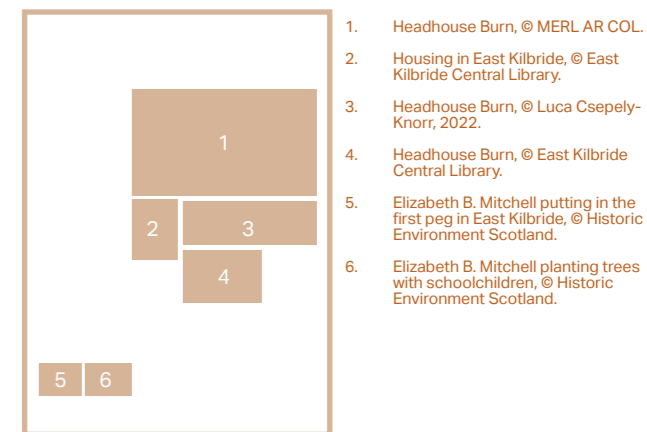 1
2
3
4
5
6
1. Headhouse Burn, © MERL AR COL.
2. Housing in East Kilbride, © East
Kilbride Central Library.
3. Headhouse Burn, © Luca Csepely-
Knorr, 2022.
4. Headhouse Burn, © East Kilbride
Central Library.
5. Elizabeth B. Mitchell putting in the
first peg in East Kilbride, © Historic
Environment Scotland.
6. Elizabeth B. Mitchell planting trees
with schoolchildren, © Historic
Environment Scotland.